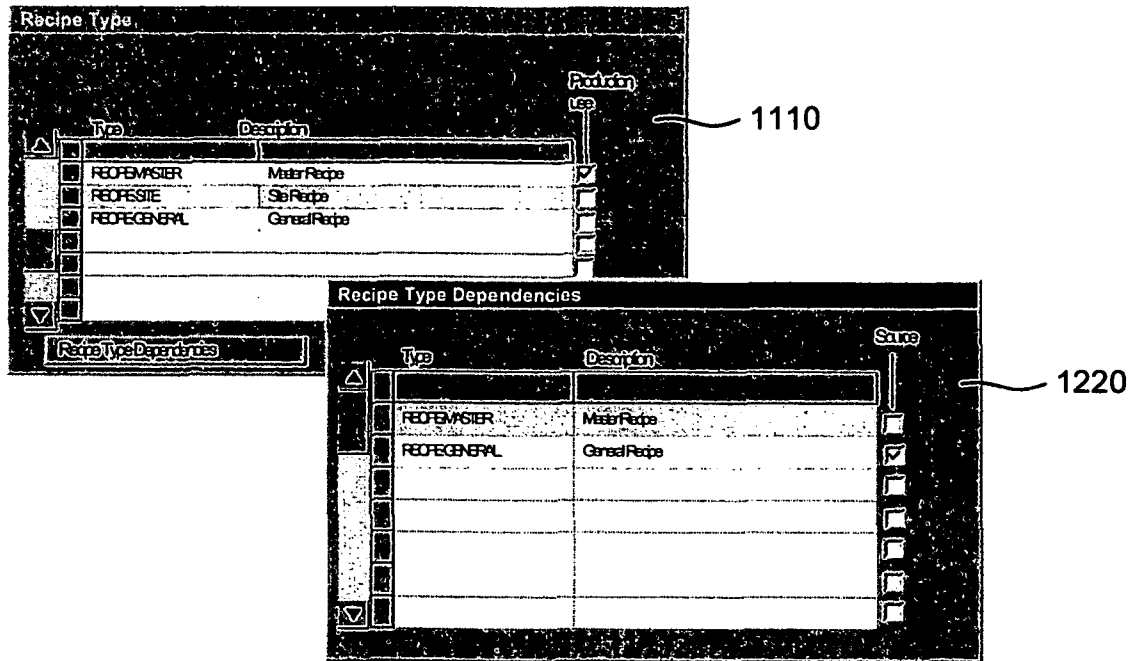 Recipe Type
Production
use
1110
Type Description
RECIPEMASTER Master Recipe
RECIPESITE Site Recipe
RECIPEGENERAL General Recipe
Recipe Type Dependencies
Recipe Type Dependencies
Source
1220
Type Description
RECIPEMASTER Master Recipe
RECIPEGENERAL General Recipe